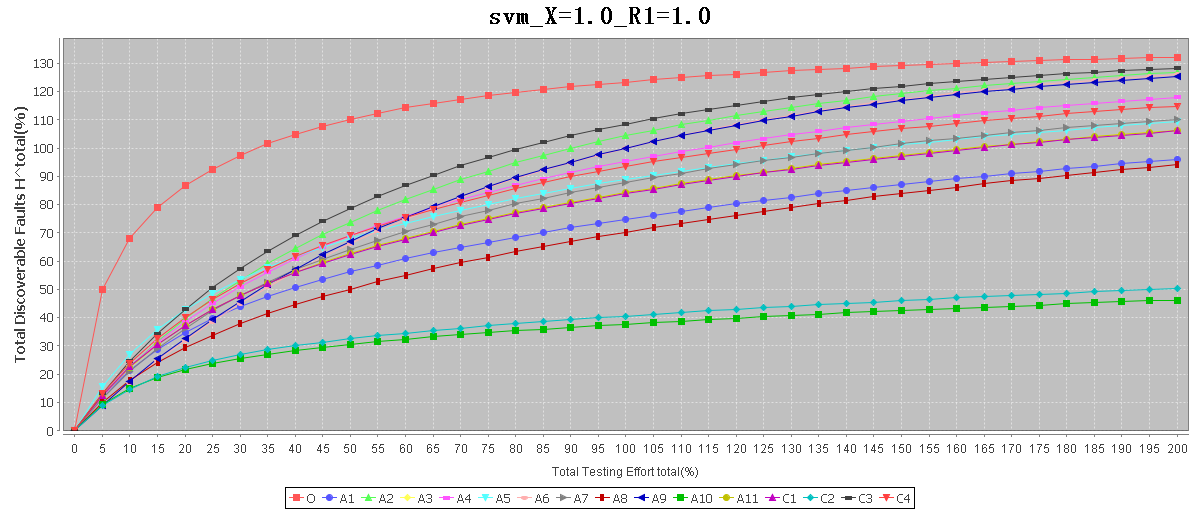 svm_X=1.0_R1=1.0
Total Discoverable Faults H^total(%)
130
120
110
100
90
80
70
60
50
40
30
20
10
0
0 5 10 15 20 25 30 35 40 45 50 55 60 65 70 75 80 85 90 95 100 105 110 115 120 125 130 135 140 145 150 155 160 165 170 175 180 185 190 195 200
Total Testing Effort total(%)
O A1 A2 A3 A4 A5 A6 A7 A8 A9 A10 A11 C1 C2 C3 C4